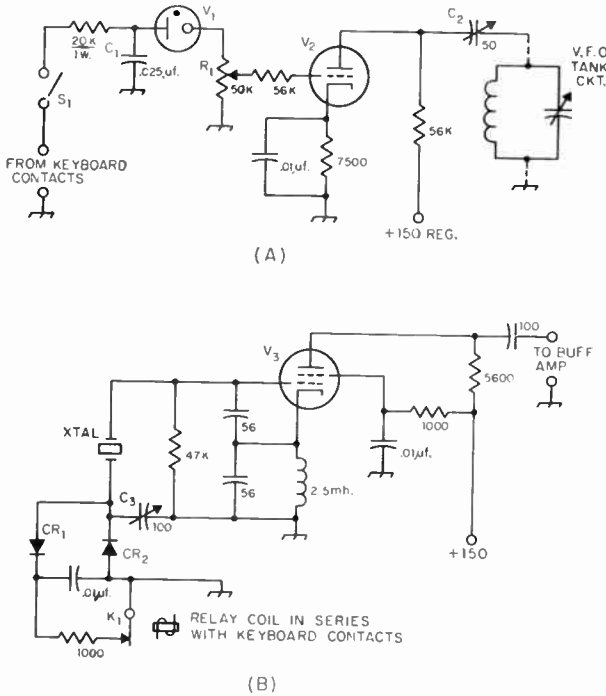 V1
C2
20K
1W.
C1
.025µf.
V2
50
V.F.O.
TANK
CKT.
S1
R1
50K
56K
56K
.01µf.
7500
FROM KEYBOARD
CONTACTS
+150 REG.
(A)
V3
100
TO BUFF
AMP
5600
XTAL
56
1000
47K
C3
56
.01µf.
2.5mh.
100
CR1
CR2
+150
.01µf.
K1
RELAY COIL IN SERIES
WITH KEYBOARD CONTACTS
1000
(B)